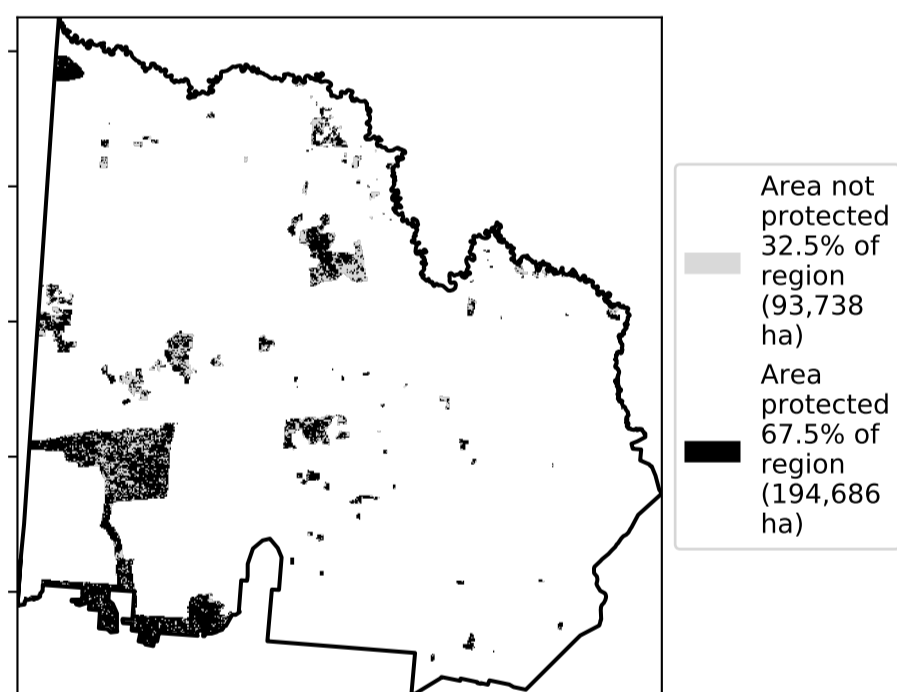 Area not
protected
32.5% of
region
(93,738
ha)
Area
protected
67.5% of
region
(194,686
ha)